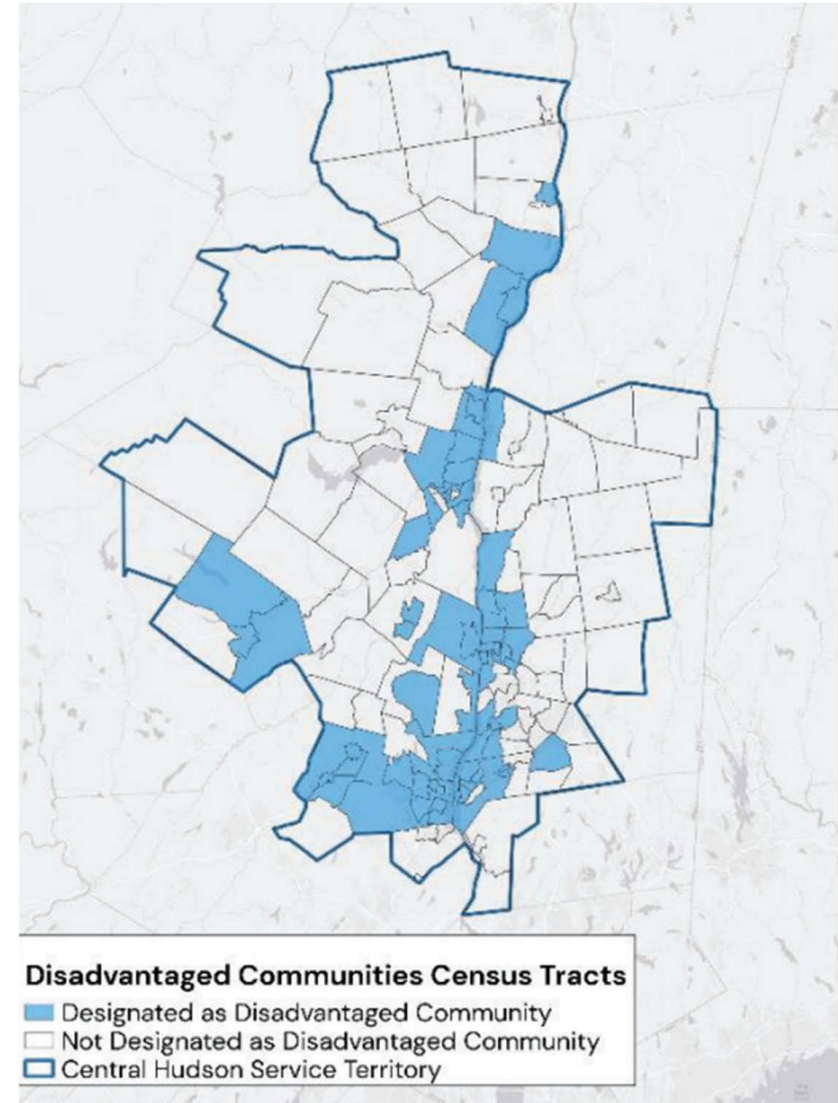 Disadvantaged Communities Census Tracts
Designated as Disadvantaged Community
Not Designated as Disadvantaged Community
Central Hudson Service Territory